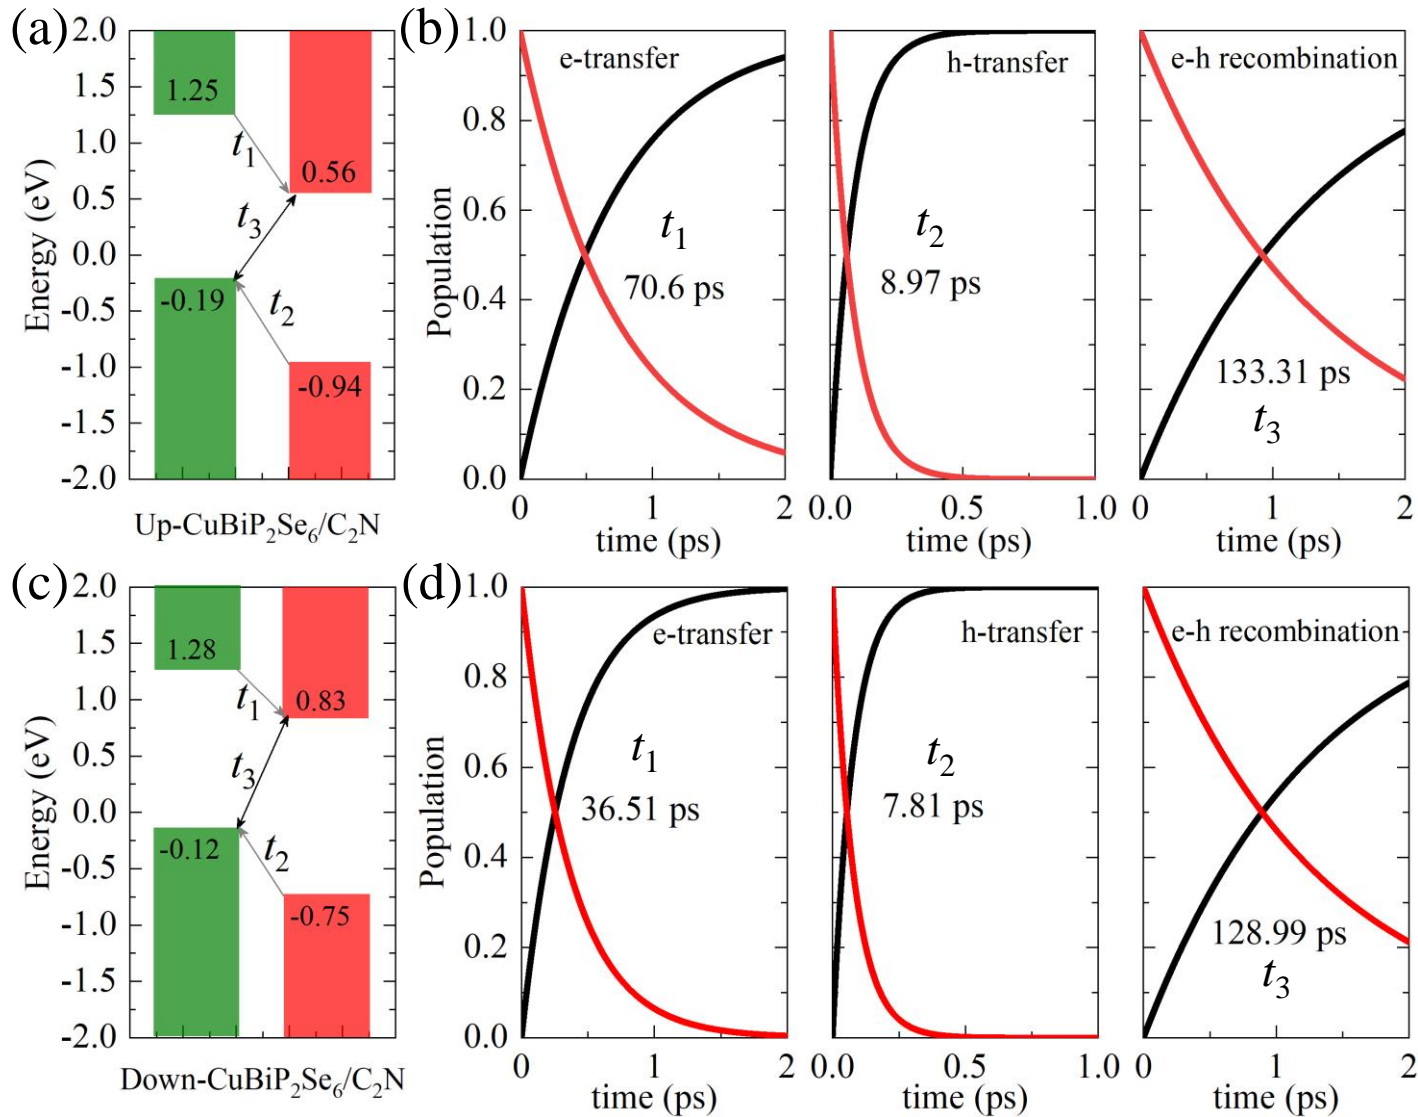 (a)
2.0
1.5
1.0
0.5
0.0
-0.5
-1.0
-1.5
-2.0
Energy (eV)
1.25
0.56
-0.19
-0.94
t1
t3
t2
Up-CuBiP2Se6/C2N
(b)
1.0
0.8
0.6
0.4
0.2
0.0
Population
e-transfer
t1
70.6 ps
0 1 2
time (ps)
h-transfer
t2
8.97 ps
0.0 0.5 1.0
time (ps)
e-h recombination
133.31 ps
t3
0 1 2
time (ps)
(c)
2.0
1.5
1.0
0.5
0.0
-0.5
-1.0
-1.5
-2.0
Energy (eV)
1.28
0.83
-0.12
-0.75
t1
t3
t2
Down-CuBiP2Se6/C2N
(d)
1.0
0.8
0.6
0.4
0.2
0.0
Population
e-transfer
t1
36.51 ps
0 1 2
time (ps)
h-transfer
t2
7.81 ps
0.0 0.5 1.0
time (ps)
e-h recombination
128.99 ps
t3
0 1 2
time (ps)